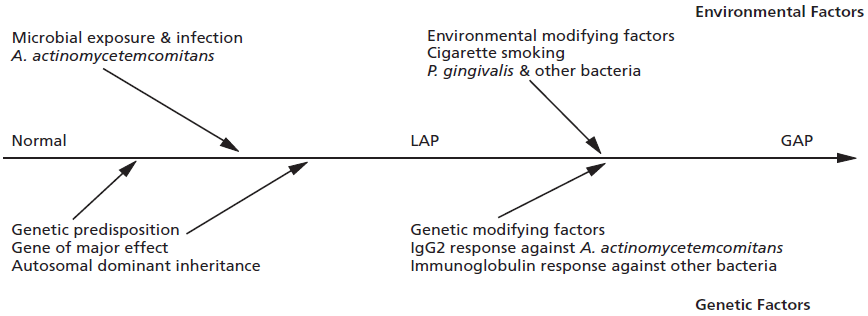 Environmental Factors
Microbial exposure & infection
A. actinomycetemcomitans
Environmental modifying factors
Cigarette smoking
P. gingivalis & other bacteria
Normal
LAP
GAP
Genetic predisposition
Gene of major effect
Autosomal dominant inheritance
Genetic modifying factors
IgG2 response against A. actinomycetemcomitans
Immunoglobulin response against other bacteria
Genetic Factors